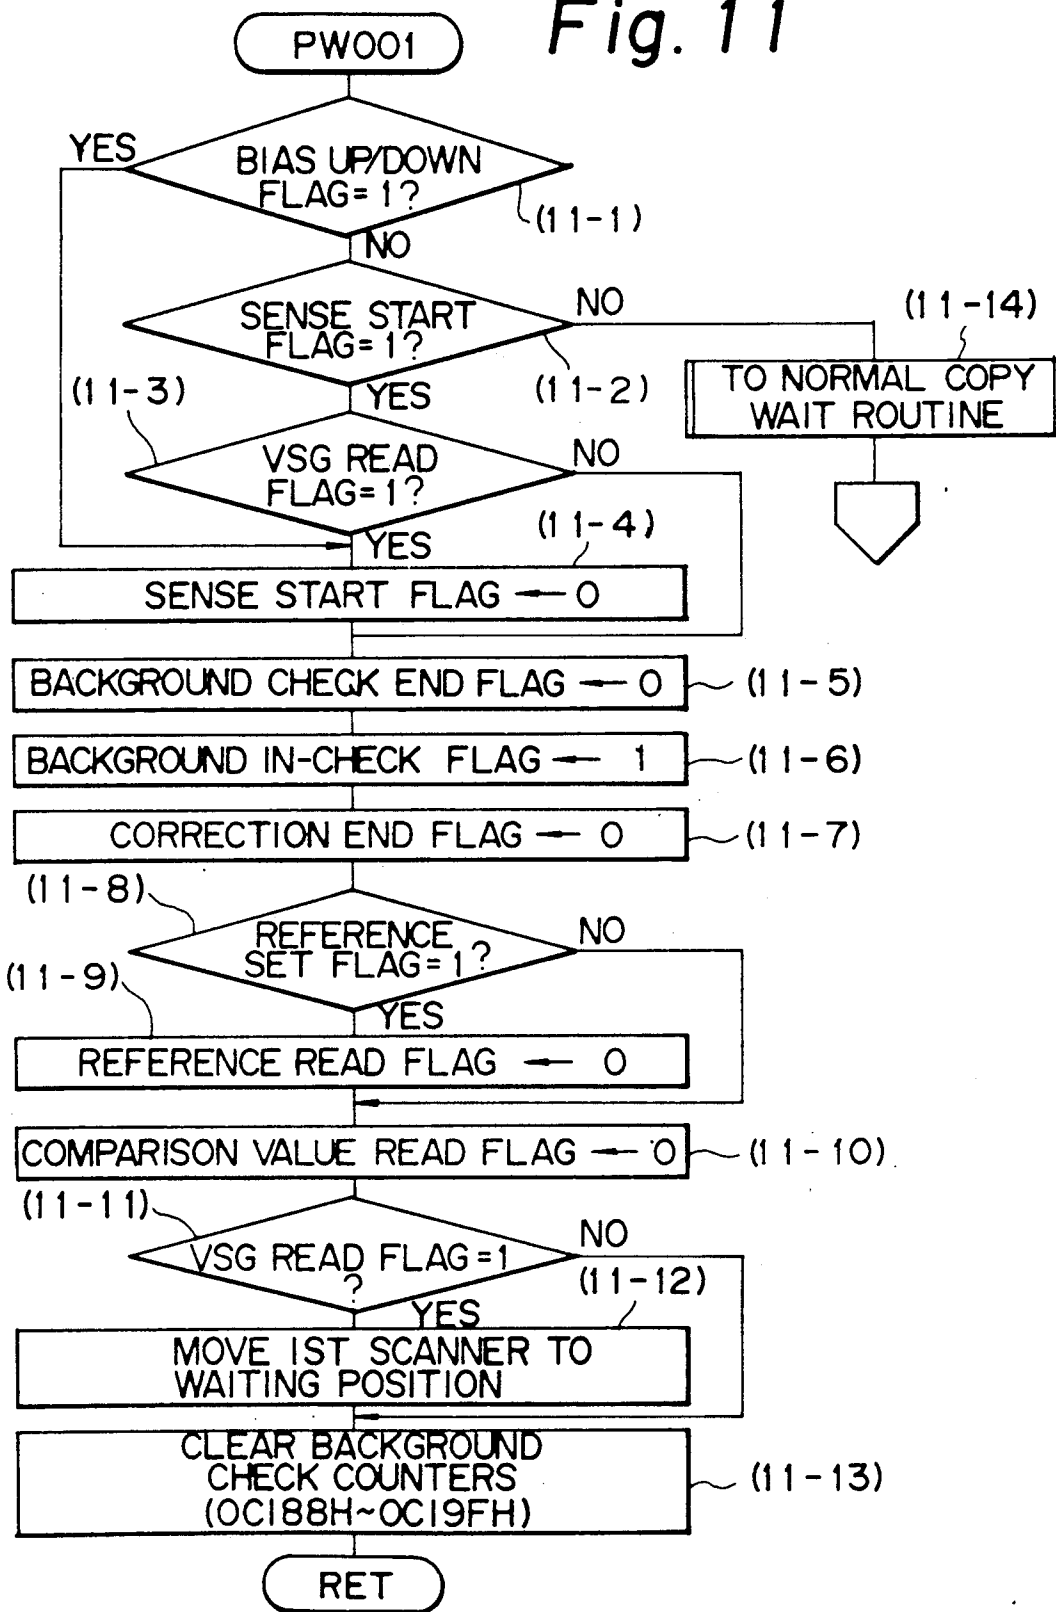 Fig. 11
PWOO1
YES
BIAS UP/DOWN
FLAG=1?
(11-1)
NO
SENSE START
FLAG=1?
NO
(11-2)
(11-14)
TO NORMAL COPY
WAIT ROUTINE
(11-3)
YES
VSG READ
FLAG=1?
NO
YES
(11-4)
SENSE START FLAG ← 0
BACKGROUND CHECK END FLAG ← 0
(11-5)
BACKGROUND IN-CHECK FLAG ← 1
(11-6)
CORRECTION END FLAG ← 0
(11-7)
(11-8)
REFERENCE
SET FLAG=1?
NO
(11-9)
YES
REFERENCE READ FLAG ← 0
COMPARISON VALUE READ FLAG ← 0
(11-10)
(11-11)
VSG READ FLAG=1
?
NO
(11-12)
YES
MOVE 1ST SCANNER TO
WAITING POSITION
CLEAR BACKGROUND
CHECK COUNTERS
(0C188H~0C19FH)
(11-13)
RET